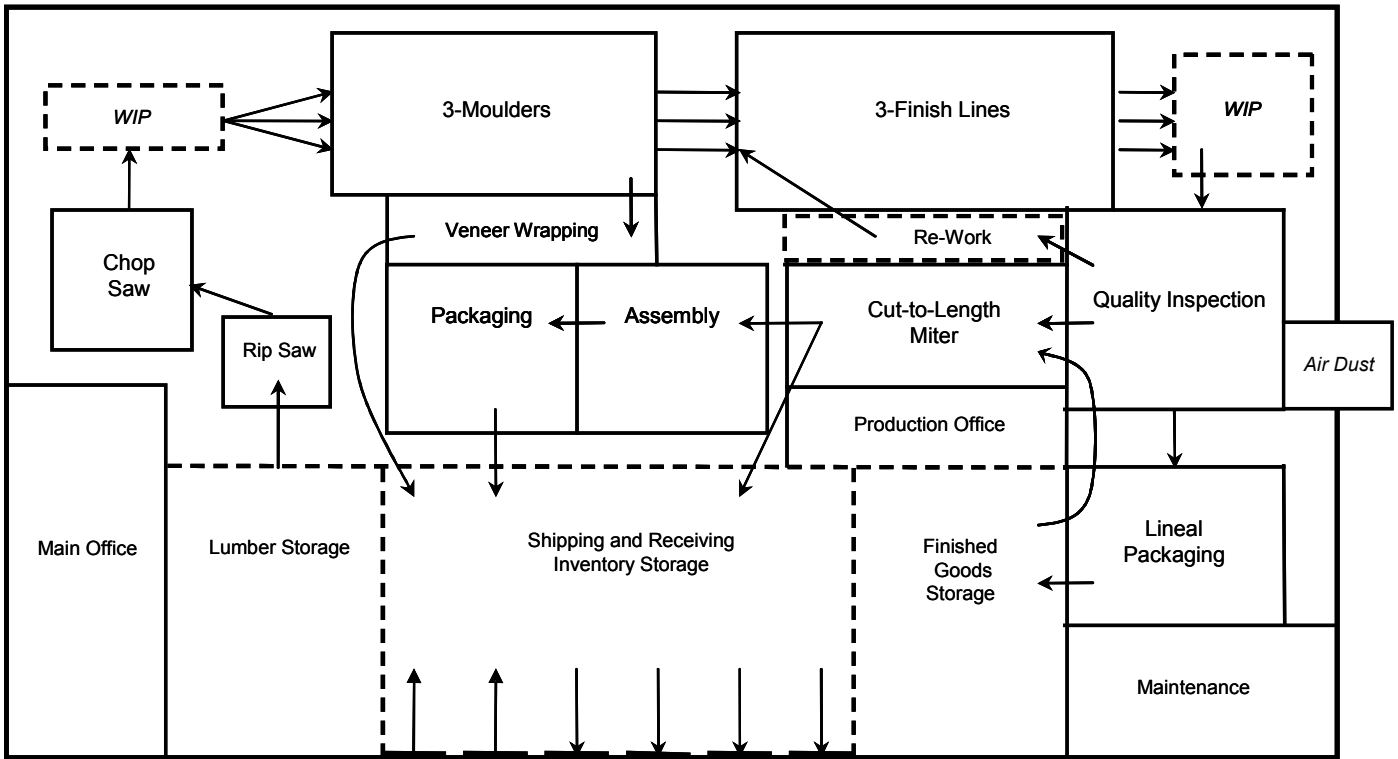 WIP
3-Moulders
3-Finish Lines
WIP
Veneer Wrapping
Re-Work
Chop
Saw
Packaging
Assembly
Cut-to-Length
Miter
Quality Inspection
Rip Saw
Air Dust
Production Office
Main Office
Lumber Storage
Shipping and Receiving
Inventory Storage
Finished
Goods
Storage
Lineal
Packaging
Maintenance